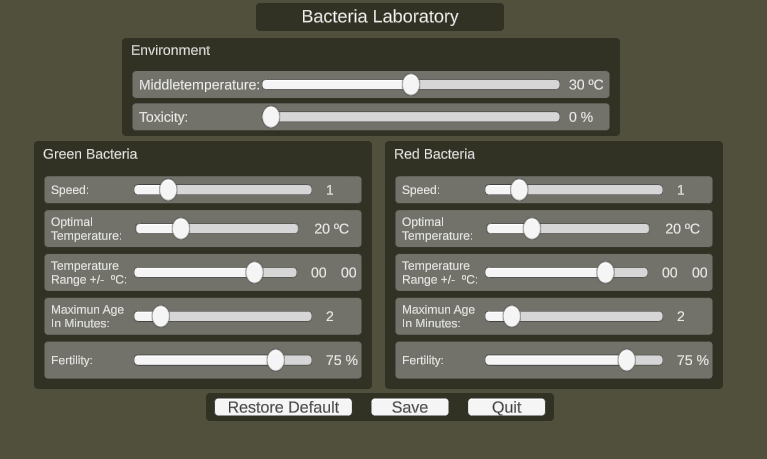 Bacteria Laboratory
Environment
Middletemperature: 30 ºC
Toxicity: 0 %
Green Bacteria
Speed: 1
Optimal
Temperature: 20 ºC
Temperature
Range +/- ºC: 00 00
Maximun Age
In Minutes: 2
Fertility: 75 %
Red Bacteria
Speed: 1
Optimal
Temperature: 20 ºC
Temperature
Range +/- ºC: 00 00
Maximun Age
In Minutes: 2
Fertility: 75 %
Restore Default Save Quit